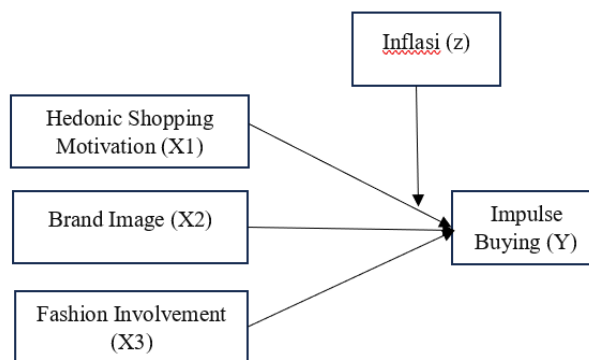 Inflasi (z)
Hedonic Shopping
Motivation (X1)
Brand Image (X2)
Impulse
Buying (Y)
Fashion Involvement
(X3)